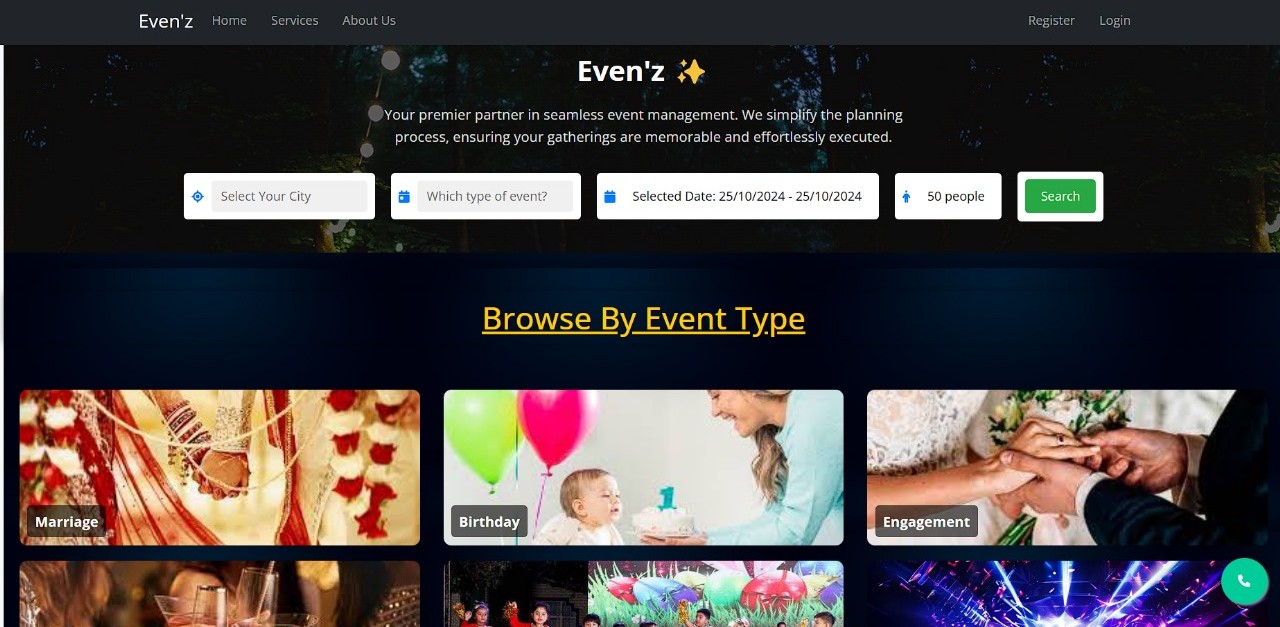 Even'z Home Services About Us Register Login
Even'z ✨
Your premier partner in seamless event management. We simplify the planning
process, ensuring your gatherings are memorable and effortlessly executed.
Select Your City Which type of event? Selected Date: 25/10/2024 - 25/10/2024 50 people Search
Browse By Event Type
Marriage Birthday Engagement
1